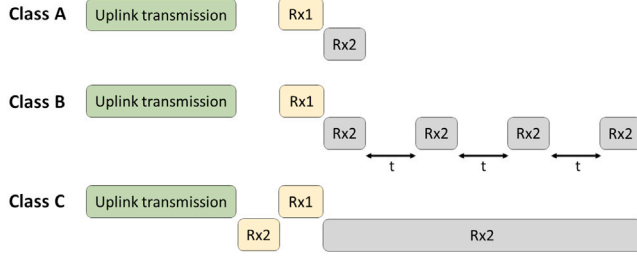 Class A Uplink transmission Rx1
Rx2
Class B Uplink transmission Rx1
Rx2 Rx2 Rx2 Rx2
t t t
Class C Uplink transmission Rx1
Rx2 Rx2